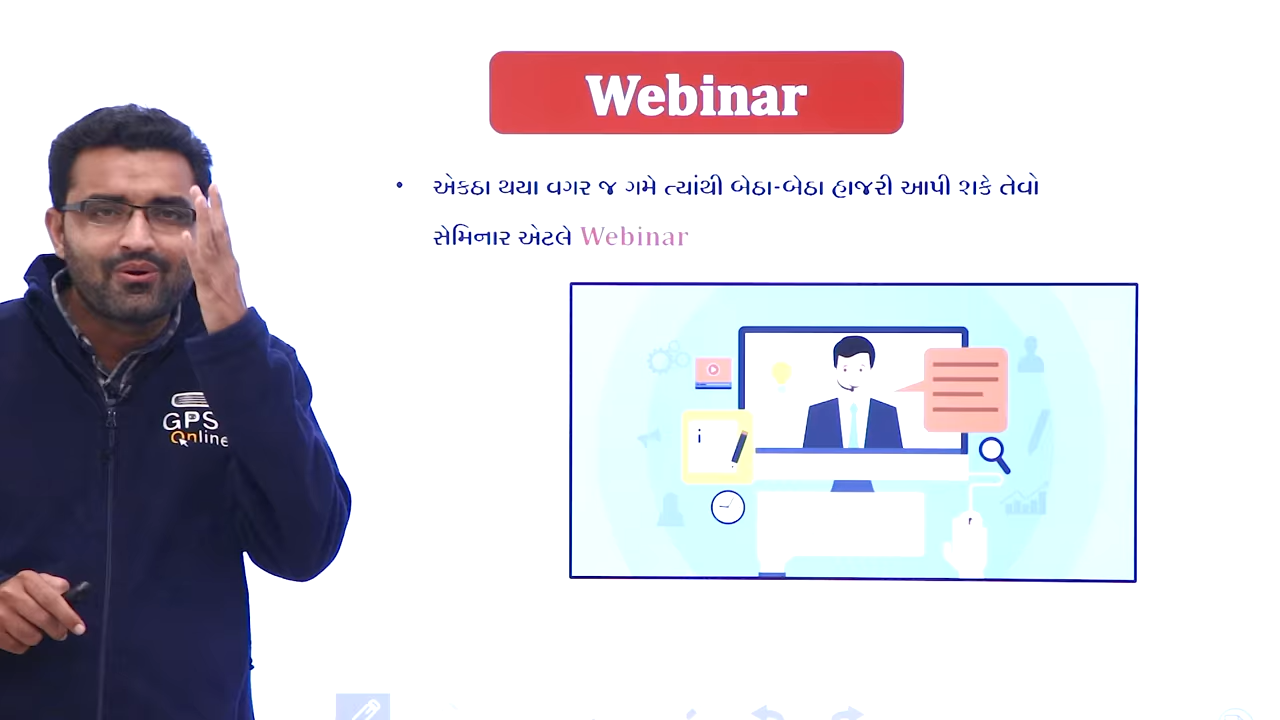 Webinar
• એકઠા થયા વગર જ ગમે ત્યાંથી બેઠા-બેઠા હાજરી આપી શકે તેવો
સેમિનાર એટલે Webinar
i
GPS
Online